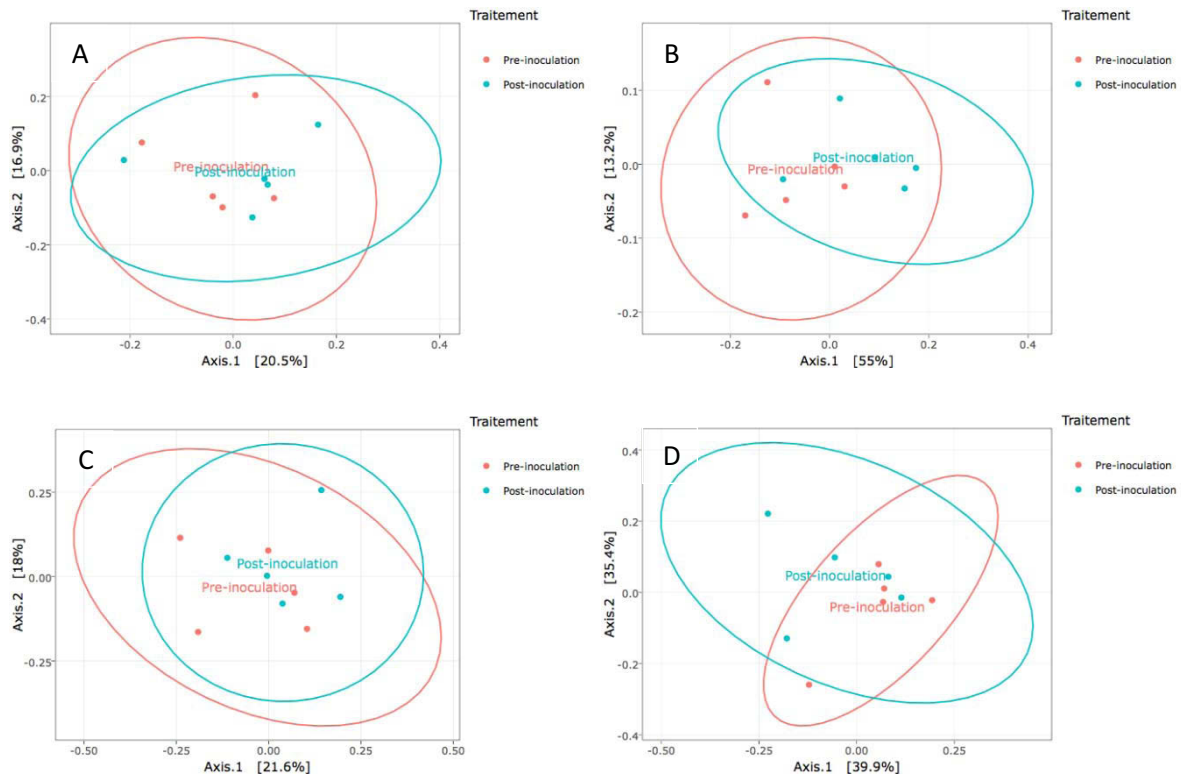 Traitement
Pre-inoculation
Post-inoculation
A
Pre-inoculation
Post-inoculation
0.2
0.0
-0.2
-0.4
Axis.2 [16.9%]
-0.2
0.0
0.2
0.4
Axis.1 [20.5%]
Traitement
Pre-inoculation
Post-inoculation
B
Post-inoculation
Pre-inoculation
0.1
0.0
-0.1
-0.2
Axis.2 [13.2%]
-0.2
0.0
0.2
0.4
Axis.1 [55%]
Traitement
Pre-inoculation
Post-inoculation
C
Post-inoculation
Pre-inoculation
0.25
0.00
-0.25
Axis.2 [18%]
-0.50
-0.25
0.00
0.25
0.50
Axis.1 [21.6%]
Traitement
Pre-inoculation
Post-inoculation
D
Post-inoculation
Pre-inoculation
0.4
0.2
0.0
-0.2
-0.4
Axis.2 [35.4%]
-0.50
-0.25
0.00
0.25
Axis.1 [39.9%]